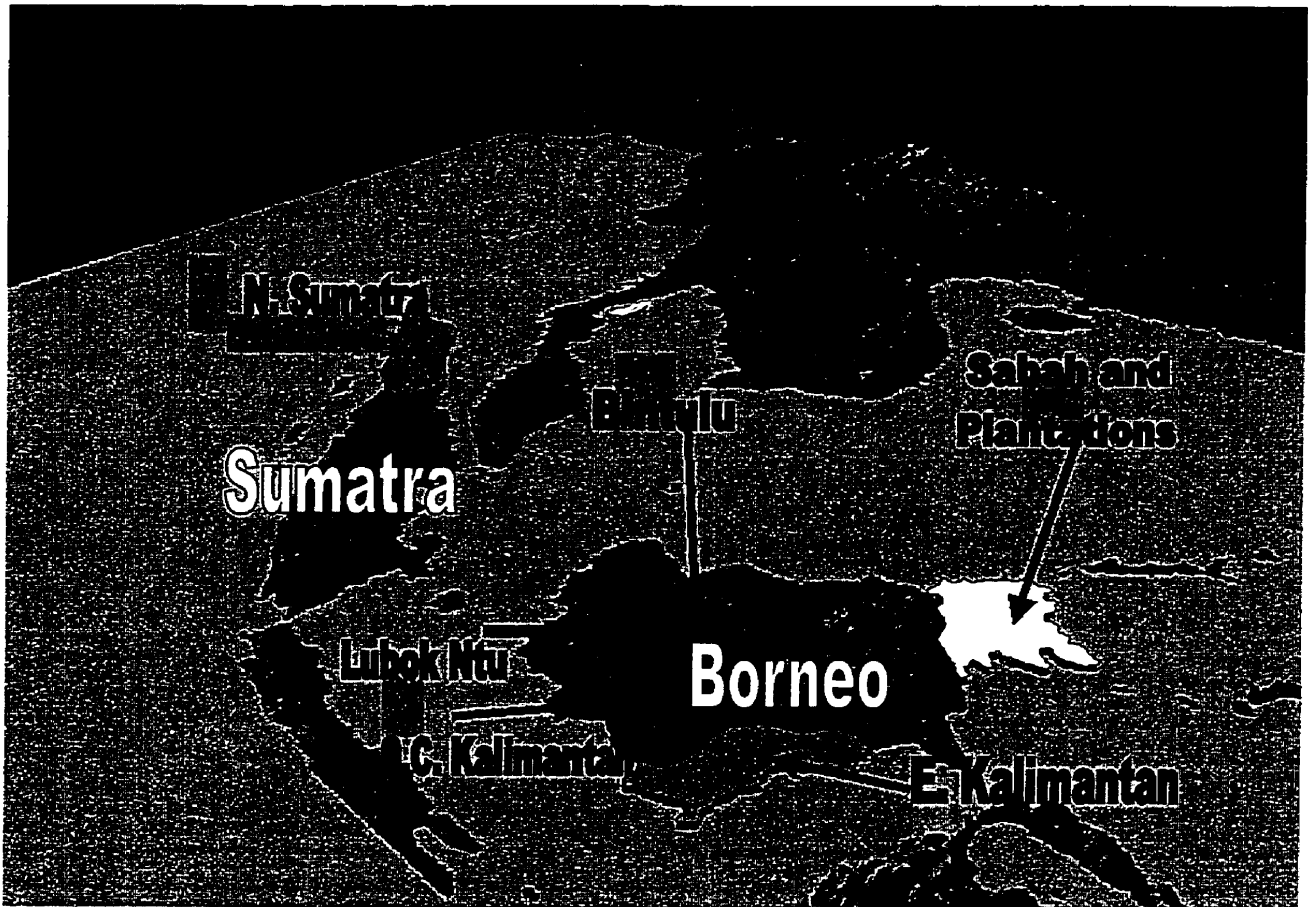 N. Sumatra
Bintulu
Sabah and
Plantations
Sumatra
Lubok Ntu
Borneo
C. Kalimantan
E. Kalimantan